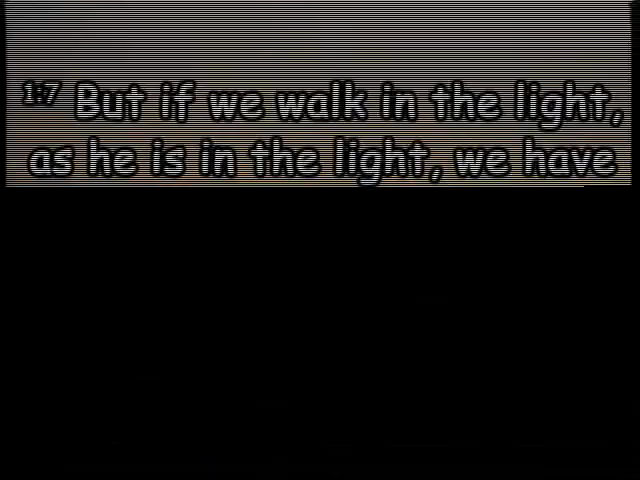 1:7 But if we walk in the light,
as he is in the light, we have